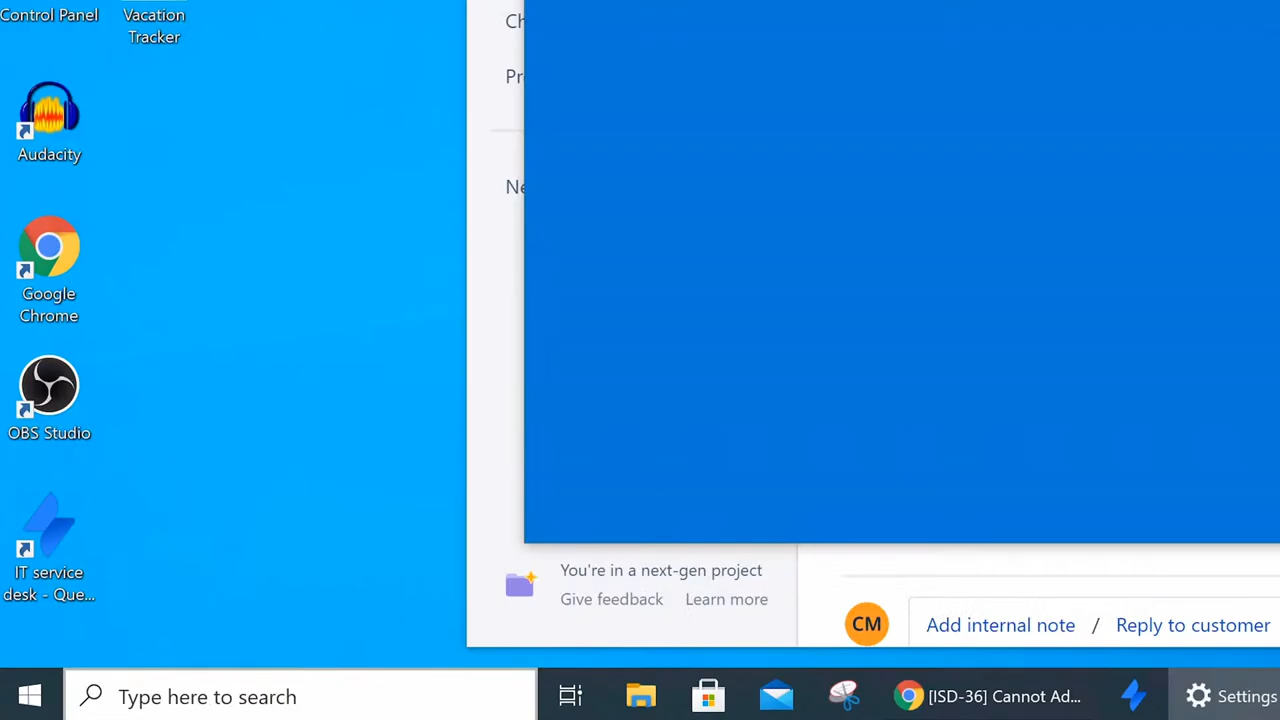 Control Panel
Vacation
Tracker
Audacity
Google
Chrome
OBS Studio
IT service
desk - Que...
Ch
Pr
Ne
You're in a next-gen project
Give feedback Learn more
CM
Add internal note / Reply to customer
Type here to search
[ISD-36] Cannot Ad...
Settings